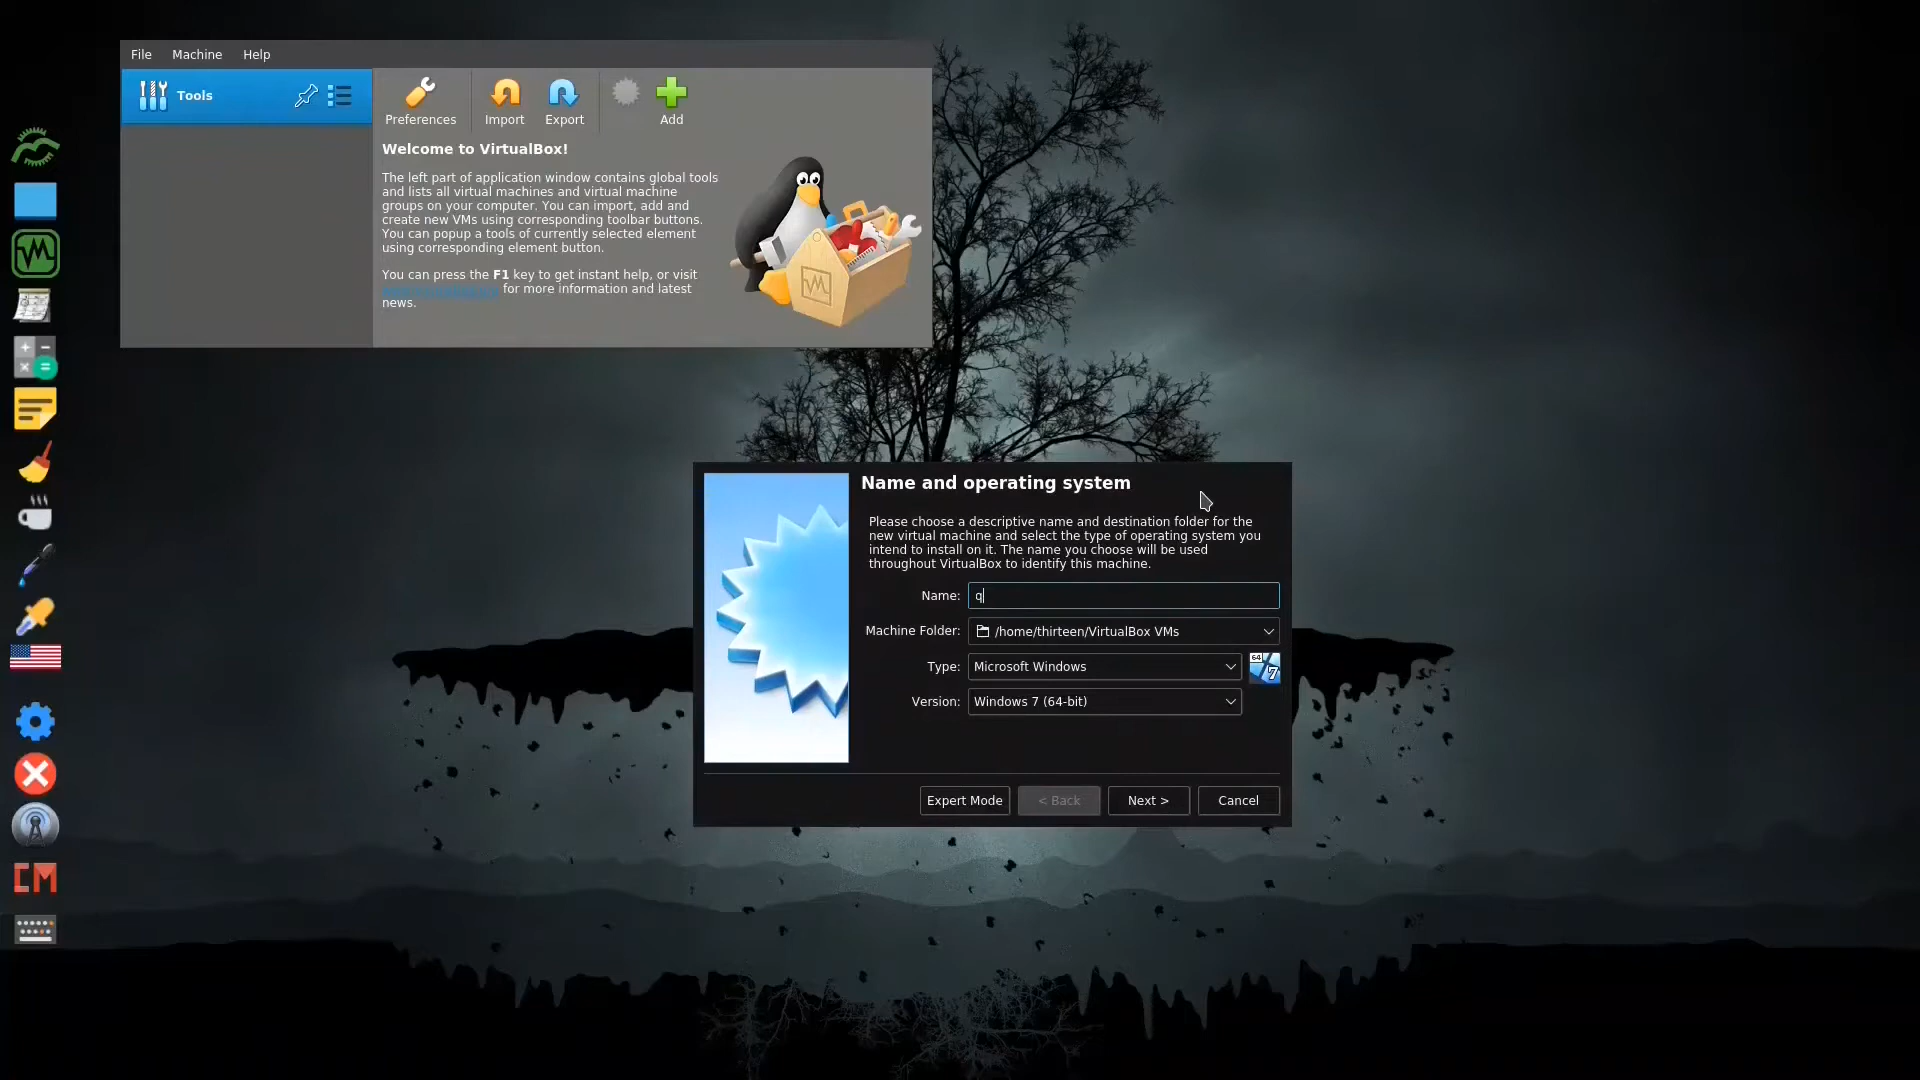 File Machine Help
Tools
Preferences Import Export Add
Welcome to VirtualBox!
The left part of application window contains global tools
and lists all virtual machines and virtual machine
groups on your computer. You can import, add and
create new VMs using corresponding toolbar buttons.
You can popup a tools of currently selected element
using corresponding element button.
You can press the F1 key to get instant help, or visit
for more information and latest
news.
Name and operating system
Please choose a descriptive name and destination folder for the
new virtual machine and select the type of operating system you
intend to install on it. The name you choose will be used
throughout VirtualBox to identify this machine.
Name: q
Machine Folder: /home/thirteen/VirtualBox VMs
Type: Microsoft Windows
64
7
Version: Windows 7 (64-bit)
Expert Mode < Back Next > Cancel
CM